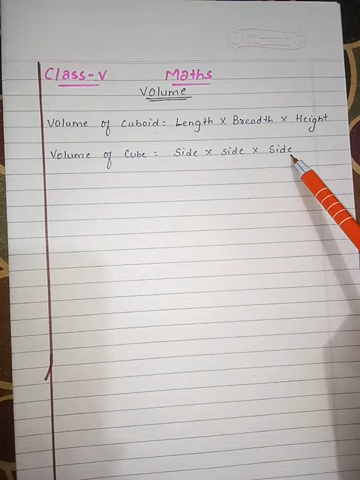 Class-V Maths
Volume
Volume of Cuboid = Length × Breadth × Height
Volume of Cube = Side × side × Side